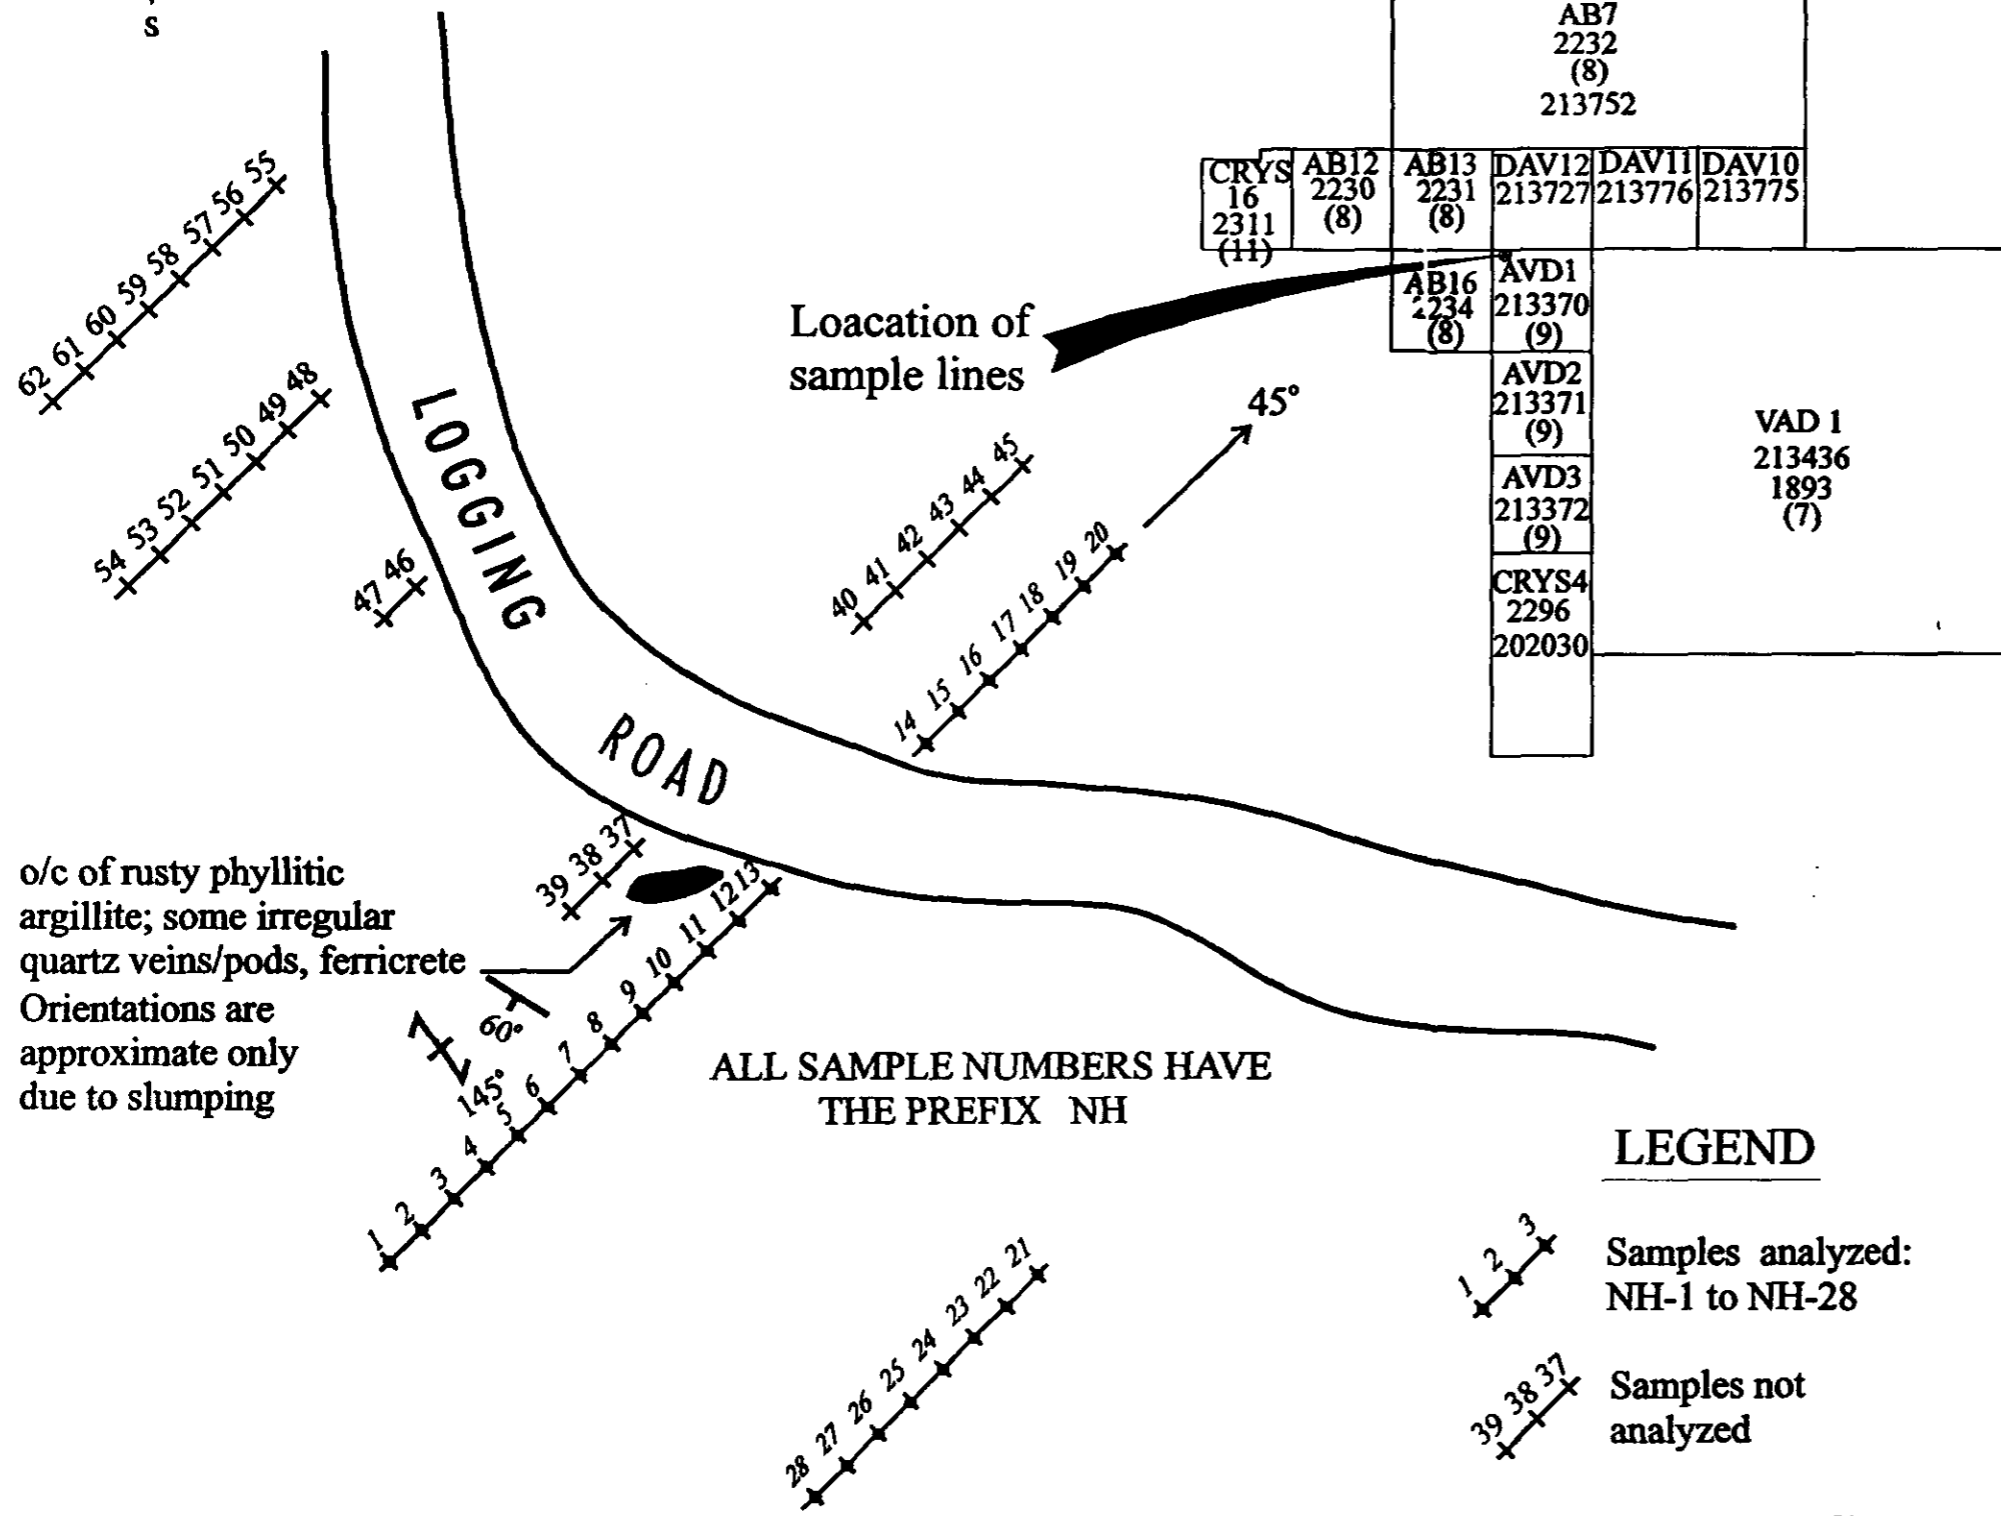 S
AB7
2232
(8)
213752
CRYS
16
2311
(11)
AB12
2230
(8)
AB13
2231
(8)
DAV12
213727
DAV11
213776
DAV10
213775
AB16
2234
(8)
AVD1
213370
(9)
AVD2
213371
(9)
AVD3
213372
(9)
CRYS4
2296
202030
VAD 1
213436
1893
(7)
Loacation of
sample lines
45°
62 61 60 59 58 57 56 55
54 53 52 51 50 49 48
47 46
40 41 42 43 44 45
14 15 16 17 18 19 20
LOGGING
ROAD
39 38 37
o/c of rusty phyllitic
argillite; some irregular
quartz veins/pods, ferricrete
Orientations are
approximate only
due to slumping
60°
145°
1 2 3 4 5 6 7 8 9 10 11 12 13
ALL SAMPLE NUMBERS HAVE
THE PREFIX NH
28 27 26 25 24 23 22 21
LEGEND
1 2 3
Samples analyzed:
NH-1 to NH-28
39 38 37
Samples not
analyzed